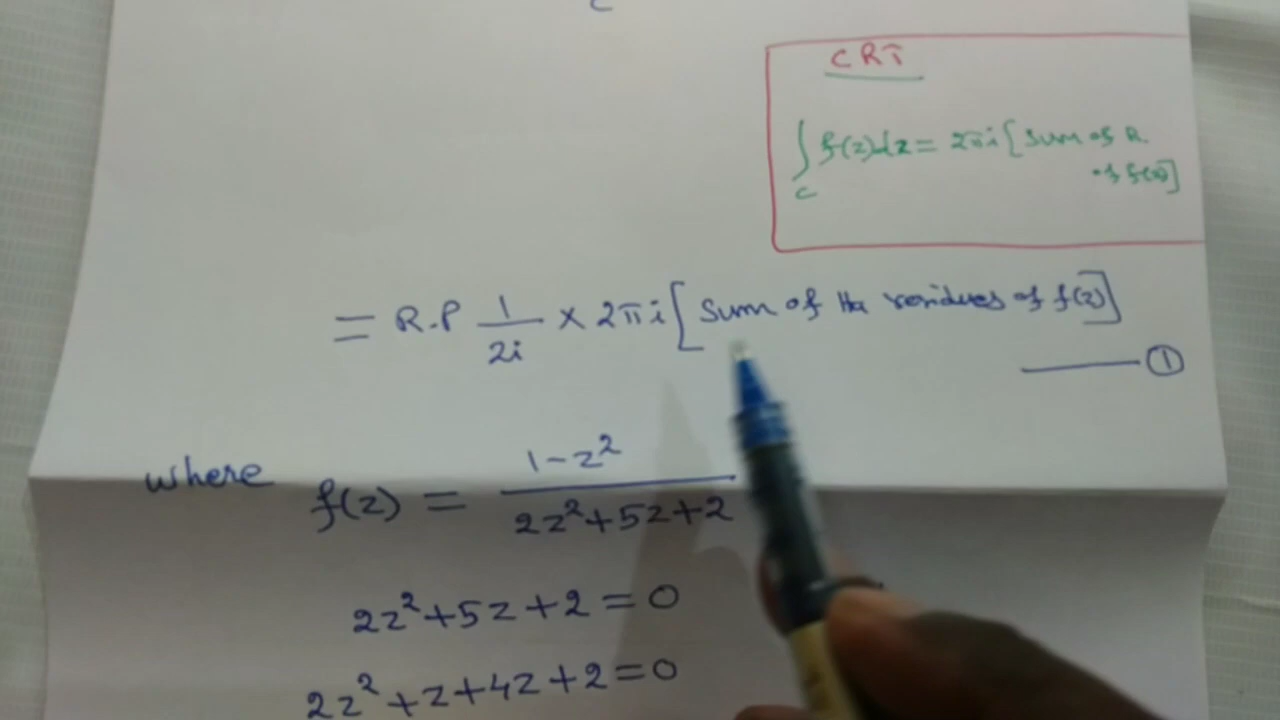 C
CRT
∫ f(z)dz = 2πi [Sum of R.
C
of f(z)]
= R.P 1/2i × 2πi [Sum of the residues of f(z)]
——— ①
where f(z) = 1-z²/2z²+5z+2
2z²+5z+2=0
2z²+z+4z+2=0